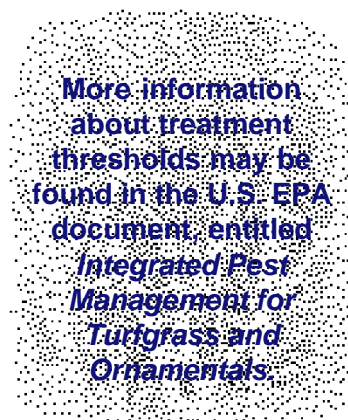 More information
about treatment
thresholds may be
found in the U.S. EPA
document, entitled
Integrated Pest
Management for
Turfgrass and
Ornamentals.